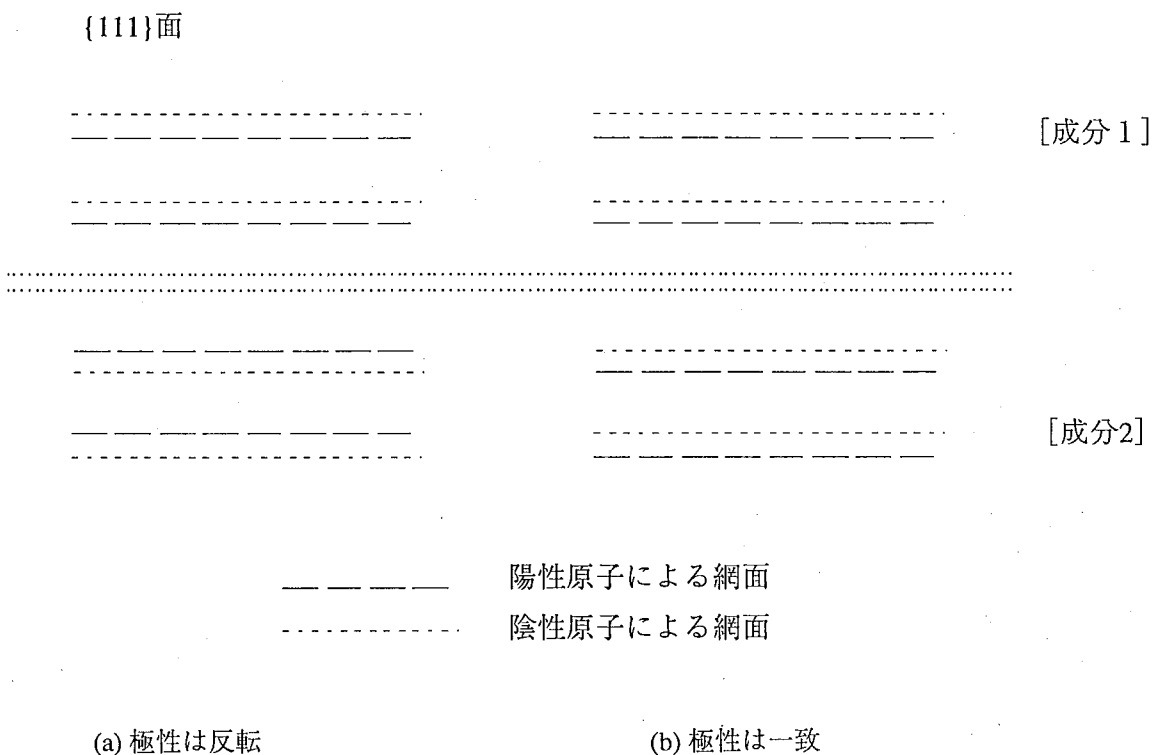 {111}面
[成分1]
[成分2]
陽性原子による網面
陰性原子による網面
(a) 極性は反転
(b) 極性は一致